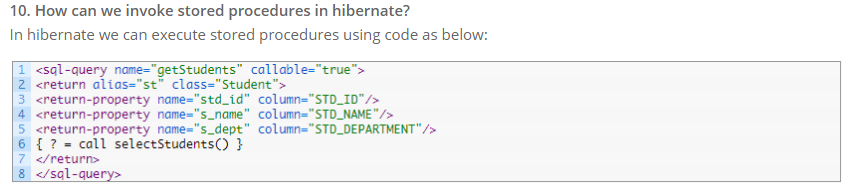 10. How can we invoke stored procedures in hibernate?
In hibernate we can execute stored procedures using code as below:
1 <sql-query name="getStudents" callable="true">
2 <return alias="st" class="Student">
3 <return-property name="std_id" column="STD_ID"/>
4 <return-property name="s_name" column="STD_NAME"/>
5 <return-property name="s_dept" column="STD_DEPARTMENT"/>
6 { ? = call selectStudents() }
7 </return>
8 </sql-query>